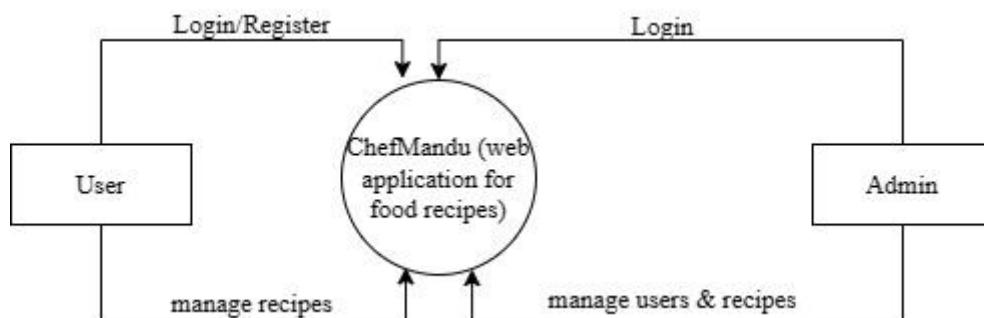 Login/Register
Login
ChefMandu (web
application for
food recipes)
User
Admin
manage recipes
manage users & recipes